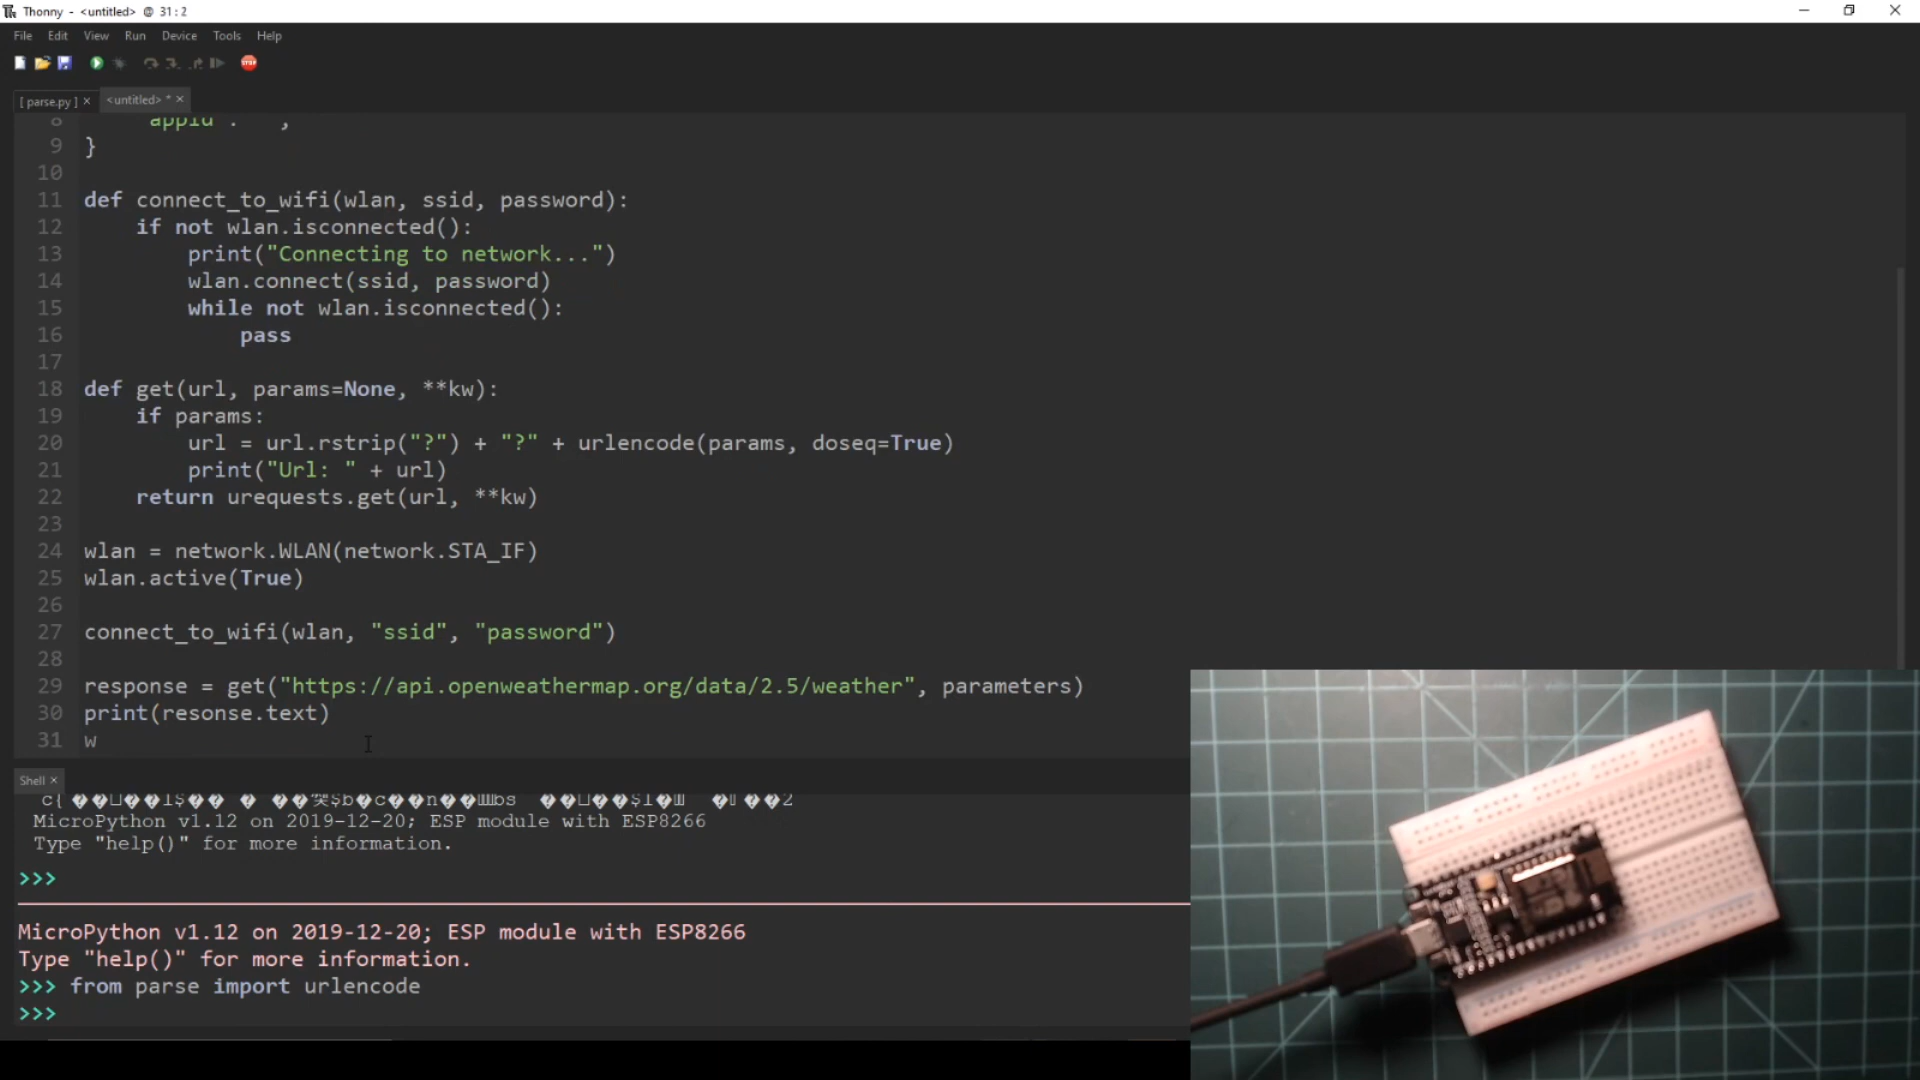 Thonny - <untitled> @ 31:2
File Edit View Run Device Tools Help
STOP
[ parse.py ] × <untitled> * ×
8 "appid": "",
9 }
10
11 def connect_to_wifi(wlan, ssid, password):
12 if not wlan.isconnected():
13 print("Connecting to network...")
14 wlan.connect(ssid, password)
15 while not wlan.isconnected():
16 pass
17
18 def get(url, params=None, **kw):
19 if params:
20 url = url.rstrip("?") + "?" + urlencode(params, doseq=True)
21 print("Url: " + url)
22 return urequests.get(url, **kw)
23
24 wlan = network.WLAN(network.STA_IF)
25 wlan.active(True)
26
27 connect_to_wifi(wlan, "ssid", "password")
28
29 response = get("https://api.openweathermap.org/data/2.5/weather", parameters)
30 print(resonse.text)
31 w
Shell ×
MicroPython v1.12 on 2019-12-20; ESP module with ESP8266
Type "help()" for more information.
>>>
MicroPython v1.12 on 2019-12-20; ESP module with ESP8266
Type "help()" for more information.
>>> from parse import urlencode
>>>